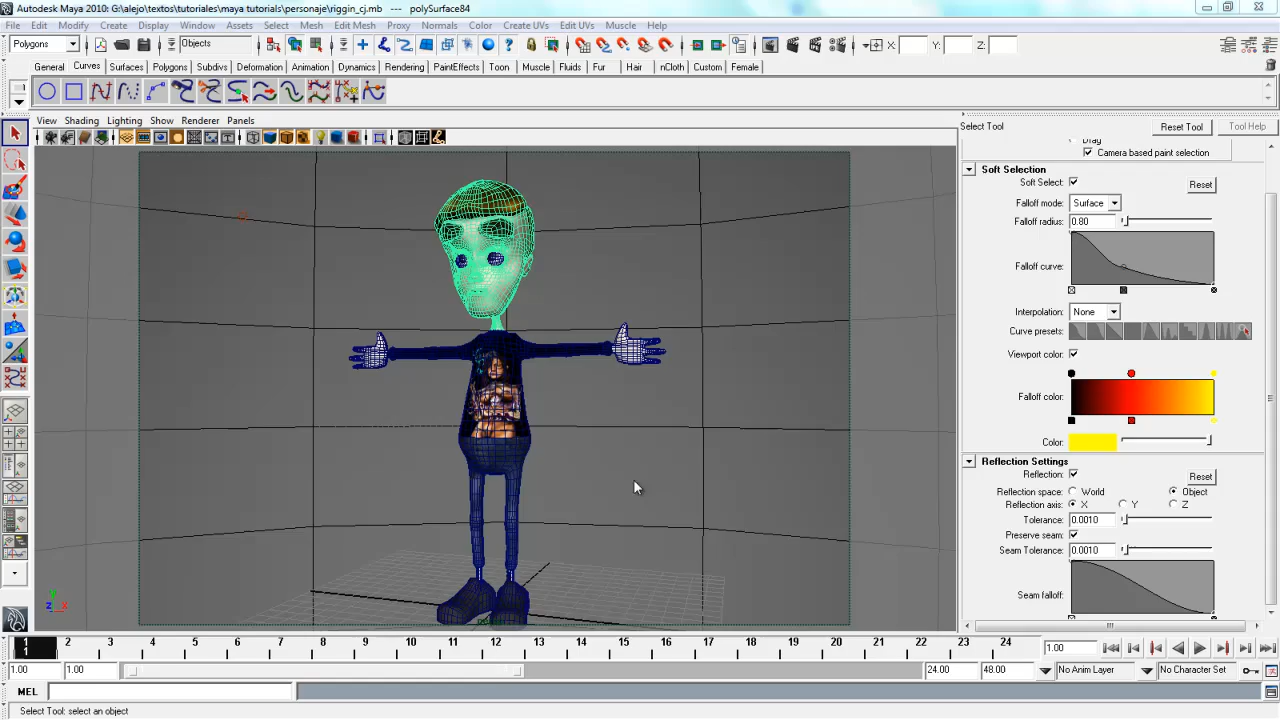 Autodesk Maya 2010: G:\alejo\textos\tutoriales\maya tutorials\personaje\riggin_cj.mb --- polySurface84
File Edit Modify Create Display Window Assets Select Mesh Edit Mesh Proxy Normals Color Create UVs Edit UVs Muscle Help
Polygons Objects X: Y: Z:
General Curves Surfaces Polygons Subdivs Deformation Animation Dynamics Rendering PaintEffects Toon Muscle Fluids Fur Hair nCloth Custom Female
View Shading Lighting Show Renderer Panels
Select Tool Reset Tool Tool Help
Drag
Camera based paint selection
Soft Selection
Soft Select: Reset
Falloff mode: Surface
Falloff radius: 0.80
Falloff curve:
Interpolation: None
Curve presets:
Viewport color:
Falloff color:
Color:
Reflection Settings
Reflection: Reset
Reflection space: World Object
Reflection axis: X Y Z
Tolerance: 0.0010
Preserve seam:
Seam Tolerance: 0.0010
Seam falloff:
z x
1 2 3 4 5 6 7 8 9 10 11 12 13 14 15 16 17 18 19 20 21 22 23 24 1.00
1
1.00 1.00 24.00 48.00 No Anim Layer No Character Set
MEL
Select Tool: select an object